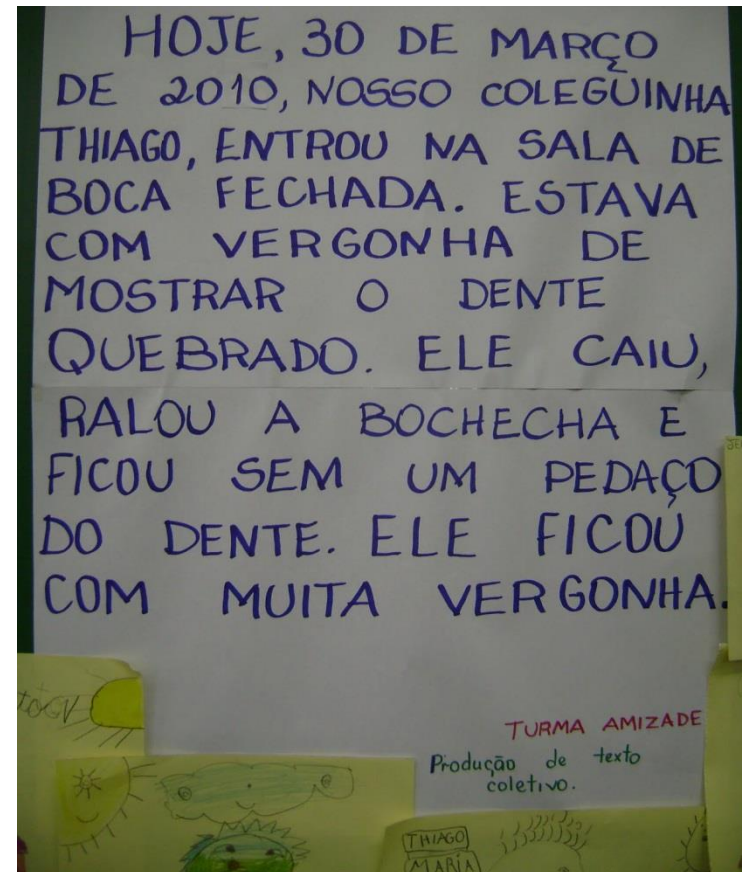 HOJE, 30 DE MARÇO
DE 2010, NOSSO COLEGUINHA
THIAGO, ENTROU NA SALA DE
BOCA FECHADA. ESTAVA
COM VERGONHA DE
MOSTRAR O DENTE
QUEBRADO. ELE CAIU,
RALOU A BOCHECHA E
FICOU SEM UM PEDAÇO
DO DENTE. ELE FICOU
COM MUITA VERGONHA.
TURMA AMIZADE
Produção de texto
coletivo.
THIAGO
MARIA